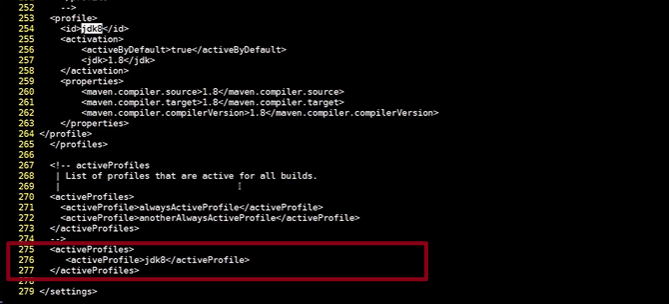 252 -->
253 <profile>
254 <id>jdk8</id>
255 <activation>
256 <activeByDefault>true</activeByDefault>
257 <jdk>1.8</jdk>
258 </activation>
259 <properties>
260 <maven.compiler.source>1.8</maven.compiler.source>
261 <maven.compiler.target>1.8</maven.compiler.target>
262 <maven.compiler.compilerVersion>1.8</maven.compiler.compilerVersion>
263 </properties>
264 </profile>
265 </profiles>
266
267 <!-- activeProfiles
268 | List of profiles that are active for all builds.
269 |
270 <activeProfiles>
271 <activeProfile>alwaysActiveProfile</activeProfile>
272 <activeProfile>anotherAlwaysActiveProfile</activeProfile>
273 </activeProfiles>
274 -->
275 <activeProfiles>
276 <activeProfile>jdk8</activeProfile>
277 </activeProfiles>
278
279 </settings>